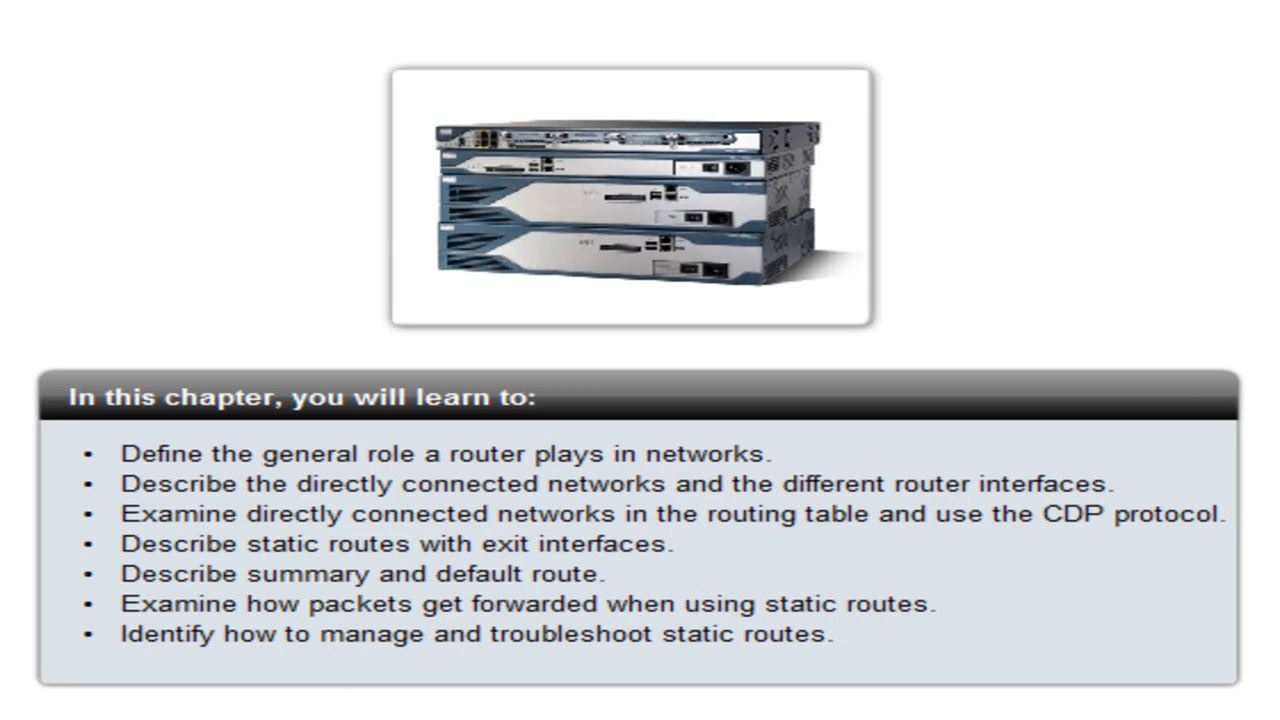 In this chapter, you will learn to:
• Define the general role a router plays in networks.
• Describe the directly connected networks and the different router interfaces.
• Examine directly connected networks in the routing table and use the CDP protocol.
• Describe static routes with exit interfaces.
• Describe summary and default route.
• Examine how packets get forwarded when using static routes.
• Identify how to manage and troubleshoot static routes.